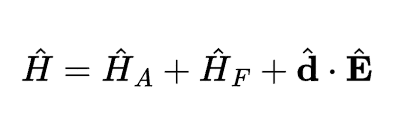 Ĥ = Ĥ_A + Ĥ_F + 𝐝̂ · 𝐄̂